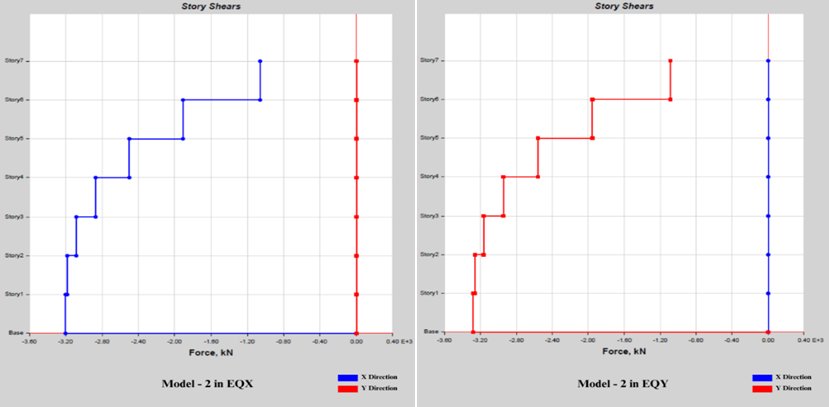 Story Shears
Story7
Story6
Story5
Story4
Story3
Story2
Story1
Base
-3.60 -3.20 -2.80 -2.40 -2.00 -1.60 -1.20 -0.80 -0.40 0.00 0.40 E+3
Force, kN
Model - 2 in EQX
X Direction
Y Direction
Story Shears
Story7
Story6
Story5
Story4
Story3
Story2
Story1
Base
-3.60 -3.20 -2.80 -2.40 -2.00 -1.60 -1.20 -0.80 -0.40 0.00 0.40 E+3
Force, kN
Model - 2 in EQY
X Direction
Y Direction